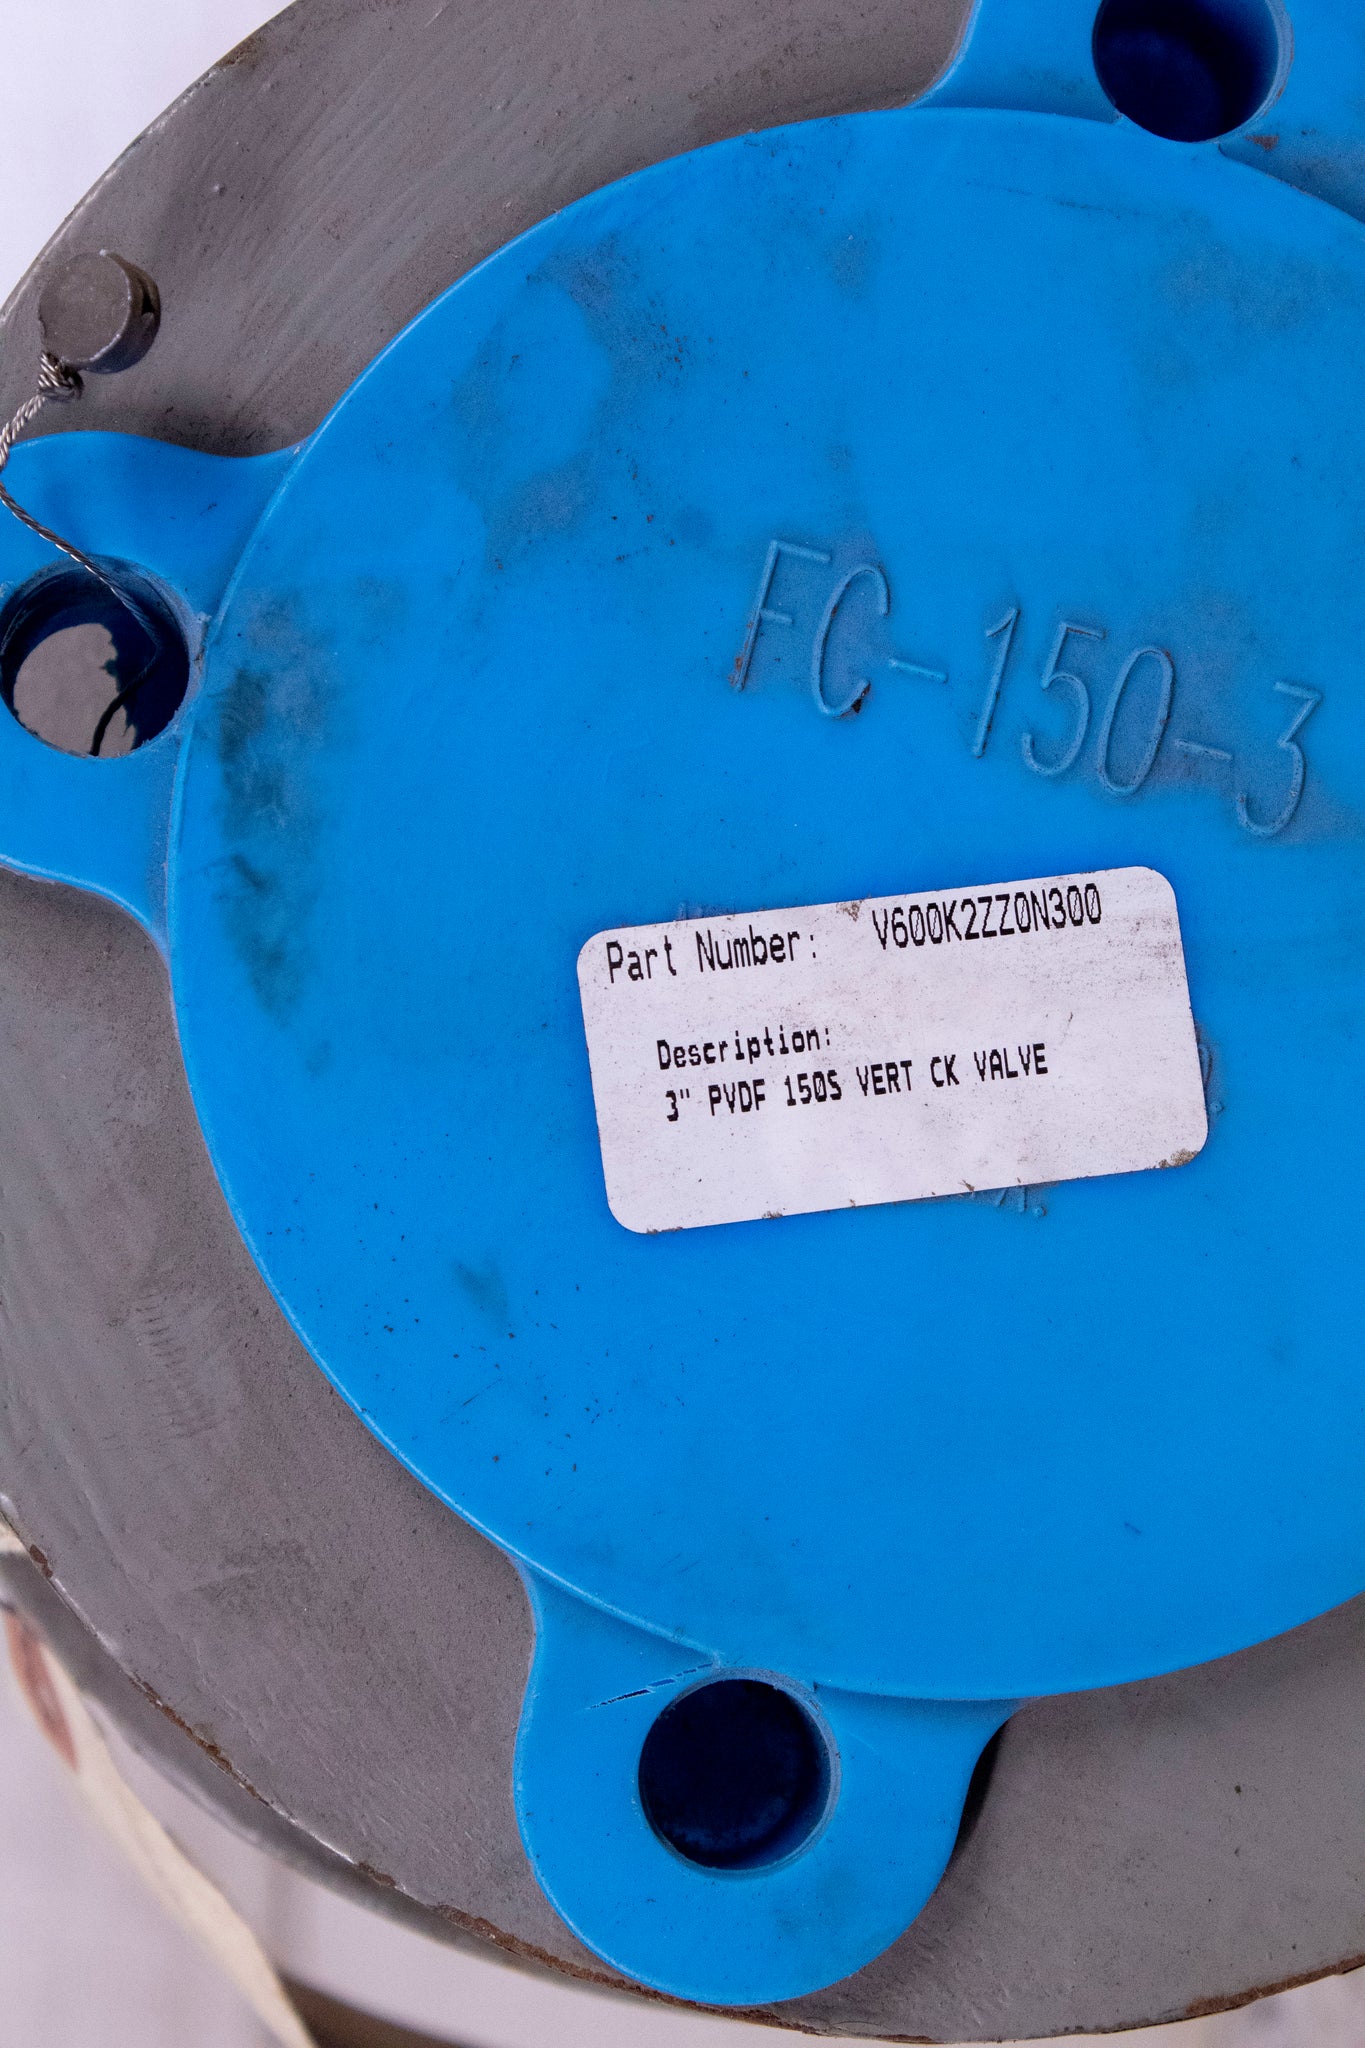 FC-150-3
Part Number: V600K2ZZ0N300
Description:
3" PVDF 150S VERT CK VALVE